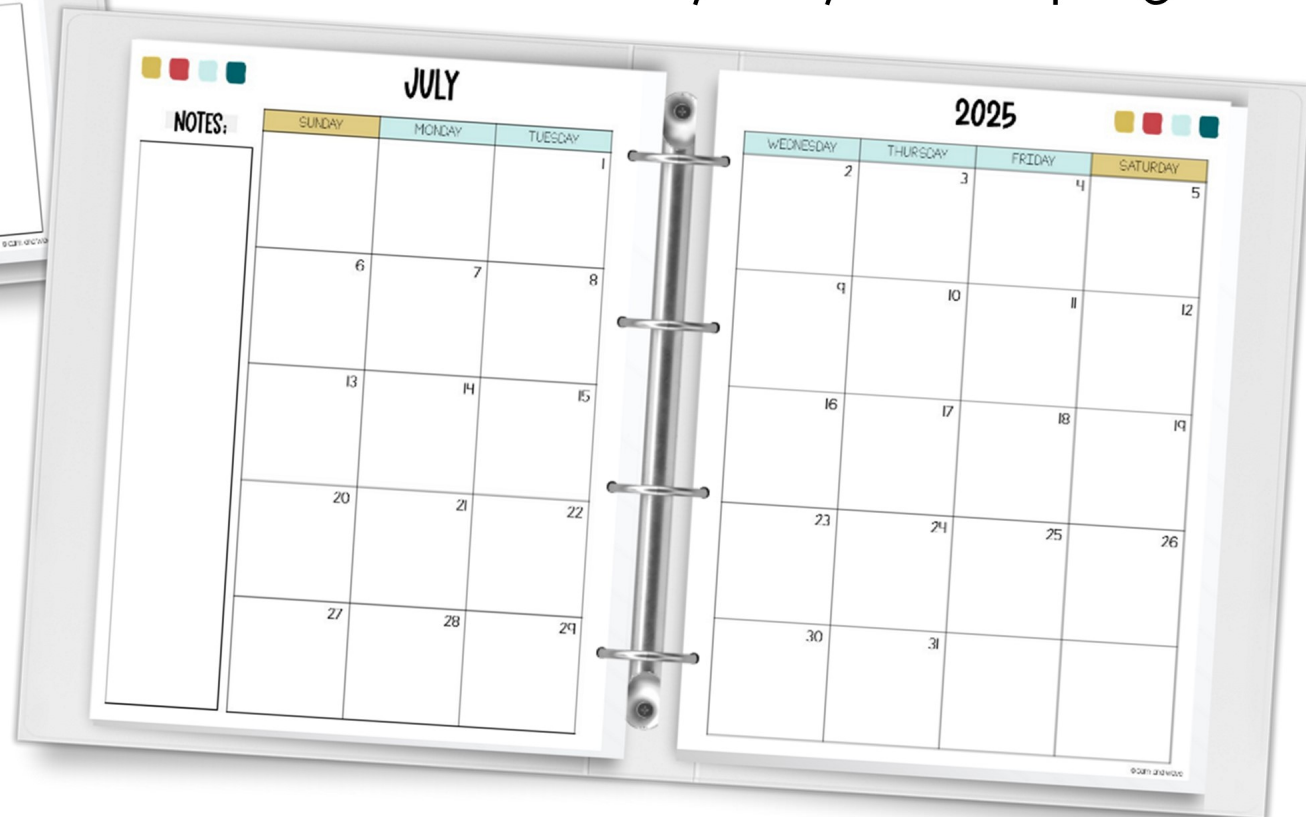 JULY
NOTES:
SUNDAY MONDAY TUESDAY
1
6 7 8
13 14 15
20 21 22
27 28 29
2025
WEDNESDAY THURSDAY FRIDAY SATURDAY
2 3 4 5
9 10 11 12
16 17 18 19
23 24 25 26
30 31